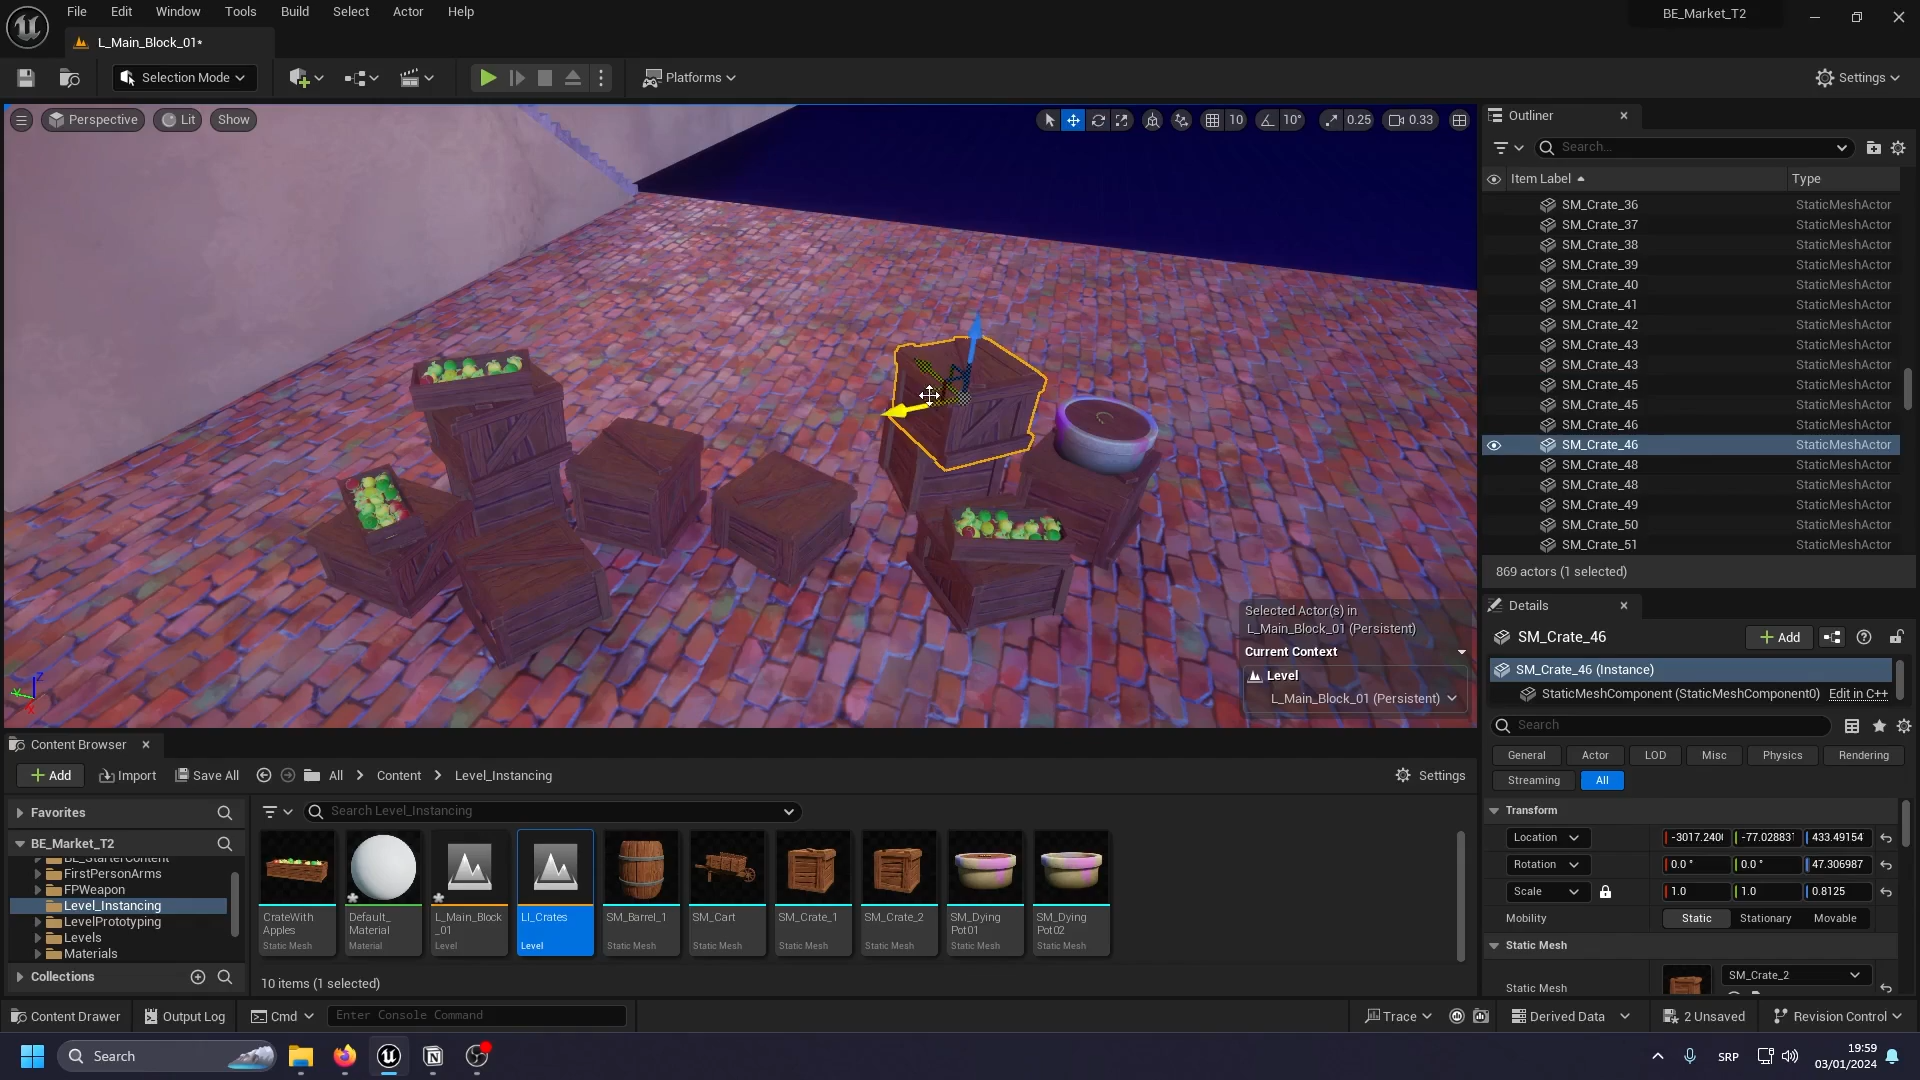 File
Edit
Window
Tools
Build
Select
Actor
Help
BE_Market_T2
L_Main_Block_01*
Selection Mode
Platforms
Settings
Perspective
Lit
Show
10
10°
0.25
0.33
Outliner
Search...
Item Label
Type
SM_Crate_36 StaticMeshActor
SM_Crate_37 StaticMeshActor
SM_Crate_38 StaticMeshActor
SM_Crate_39 StaticMeshActor
SM_Crate_40 StaticMeshActor
SM_Crate_41 StaticMeshActor
SM_Crate_42 StaticMeshActor
SM_Crate_43 StaticMeshActor
SM_Crate_43 StaticMeshActor
SM_Crate_45 StaticMeshActor
SM_Crate_45 StaticMeshActor
SM_Crate_46 StaticMeshActor
SM_Crate_46 StaticMeshActor
SM_Crate_48 StaticMeshActor
SM_Crate_48 StaticMeshActor
SM_Crate_49 StaticMeshActor
SM_Crate_50 StaticMeshActor
SM_Crate_51 StaticMeshActor
869 actors (1 selected)
Selected Actor(s) in
L_Main_Block_01 (Persistent)
Current Context
Level
L_Main_Block_01 (Persistent)
Details
SM_Crate_46
Add
SM_Crate_46 (Instance)
StaticMeshComponent (StaticMeshComponent0) Edit in C++
Search
General
Actor
LOD
Misc
Physics
Rendering
Streaming
All
Transform
Location -3017.240( -77.028831 433.49154
Rotation 0.0 ° 0.0 ° 47.306987
Scale 1.0 1.0 0.8125
Mobility Static Stationary Movable
Static Mesh
Static Mesh
SM_Crate_2
Content Browser
Add
Import
Save All
All
Content
Level_Instancing
Settings
Favorites
BE_Market_T2
BE_StarterContent
FirstPersonArms
FPWeapon
Level_Instancing
LevelPrototyping
Levels
Materials
Collections
Search Level_Instancing
CrateWith
Apples
Static Mesh
Default_
Material
Material
L_Main_Block
_01
Level
LI_Crates
Level
SM_Barrel_1
Static Mesh
SM_Cart
Static Mesh
SM_Crate_1
Static Mesh
SM_Crate_2
Static Mesh
SM_Dying
Pot01
Static Mesh
SM_Dying
Pot02
Static Mesh
10 items (1 selected)
Content Drawer
Output Log
Cmd
Enter Console Command
Trace
Derived Data
2 Unsaved
Revision Control
Search
SRP
19:59
03/01/2024